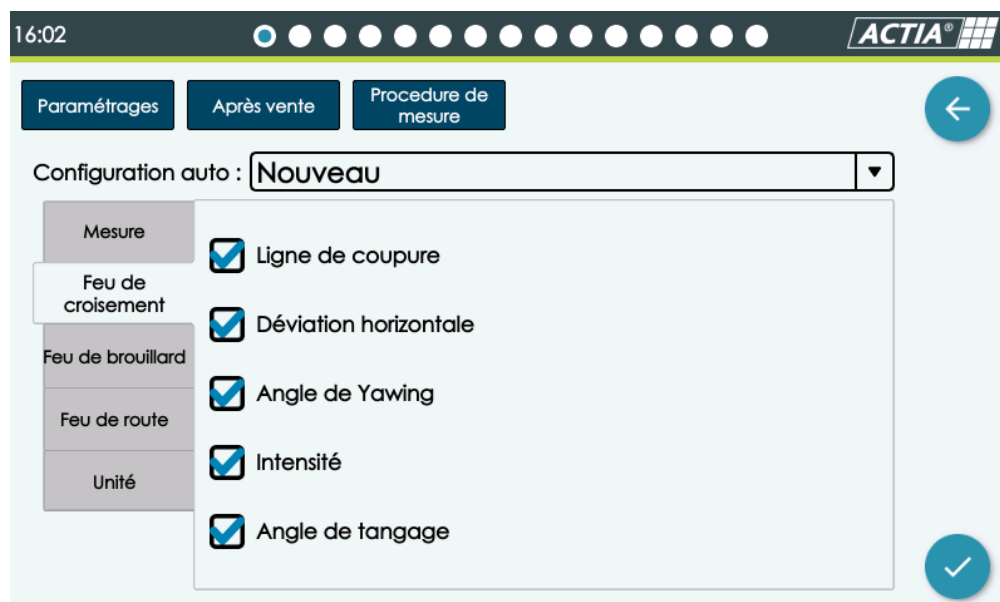 16:02
ACTIA®
Paramétrages
Après vente
Procedure de
mesure
Configuration auto : Nouveau
Mesure
Feu de
croisement
Feu de brouillard
Feu de route
Unité
Ligne de coupure
Déviation horizontale
Angle de Yawing
Intensité
Angle de tangage